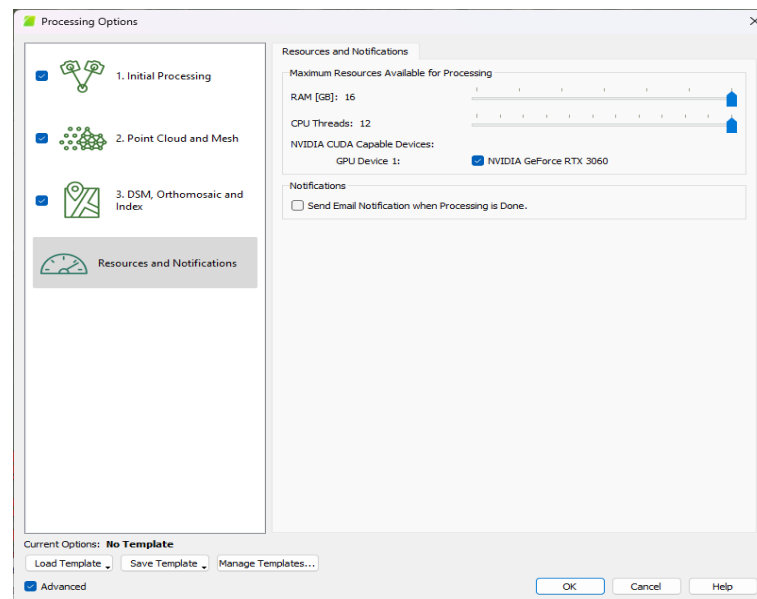 Processing Options
1. Initial Processing
2. Point Cloud and Mesh
3. DSM, Orthomosaic and
Index
Resources and Notifications
Resources and Notifications
Maximum Resources Available for Processing
RAM [GB]: 16
CPU Threads: 12
NVIDIA CUDA Capable Devices:
GPU Device 1: NVIDIA GeForce RTX 3060
Notifications
Send Email Notification when Processing is Done.
Current Options: No Template
Load Template Save Template Manage Templates...
Advanced
OK Cancel Help